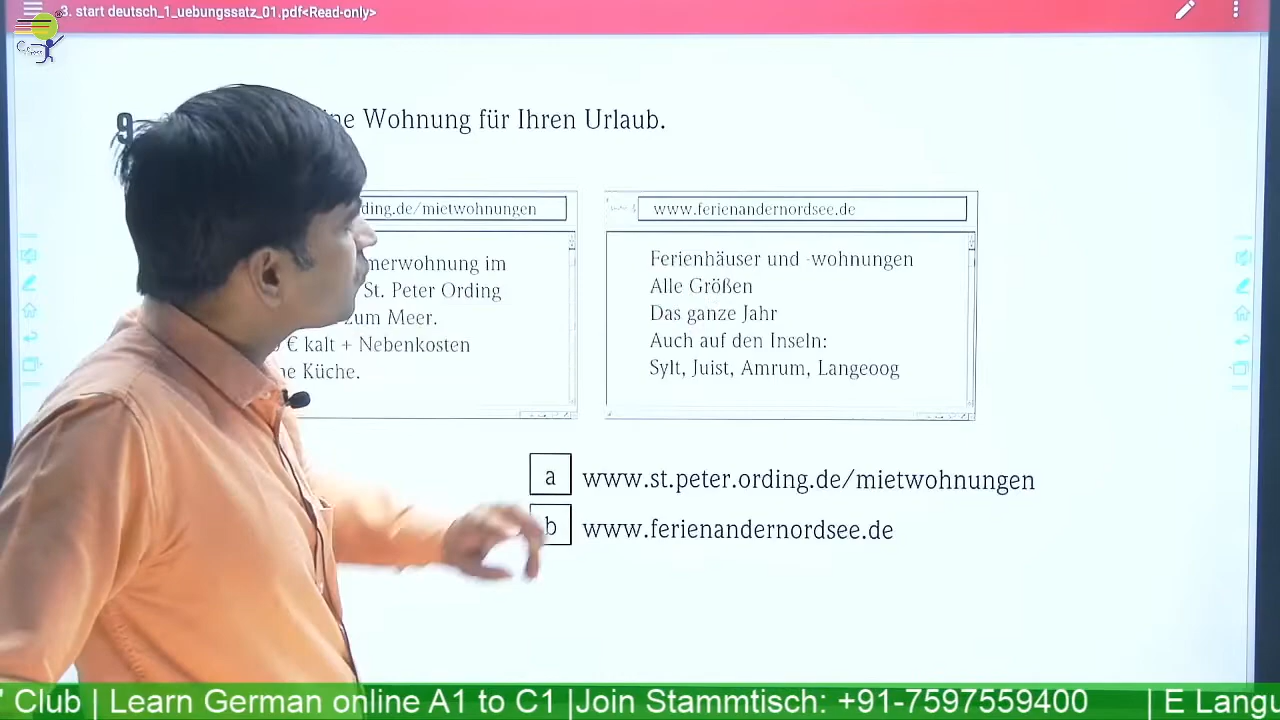 3. start deutsch_1_uebungssatz_01.pdf<Read-only>
9
ne Wohnung für Ihren Urlaub.
ding.de/mietwohnungen
merwohnung im
St. Peter Ording
zum Meer.
€ kalt + Nebenkosten
ne Küche.
www.ferienandernordsee.de
Ferienhäuser und -wohnungen
Alle Größen
Das ganze Jahr
Auch auf den Inseln:
Sylt, Juist, Amrum, Langeoog
a www.st.peter.ording.de/mietwohnungen
b www.ferienandernordsee.de
' Club | Learn German online A1 to C1 |Join Stammtisch: +91-7597559400 | E Langu